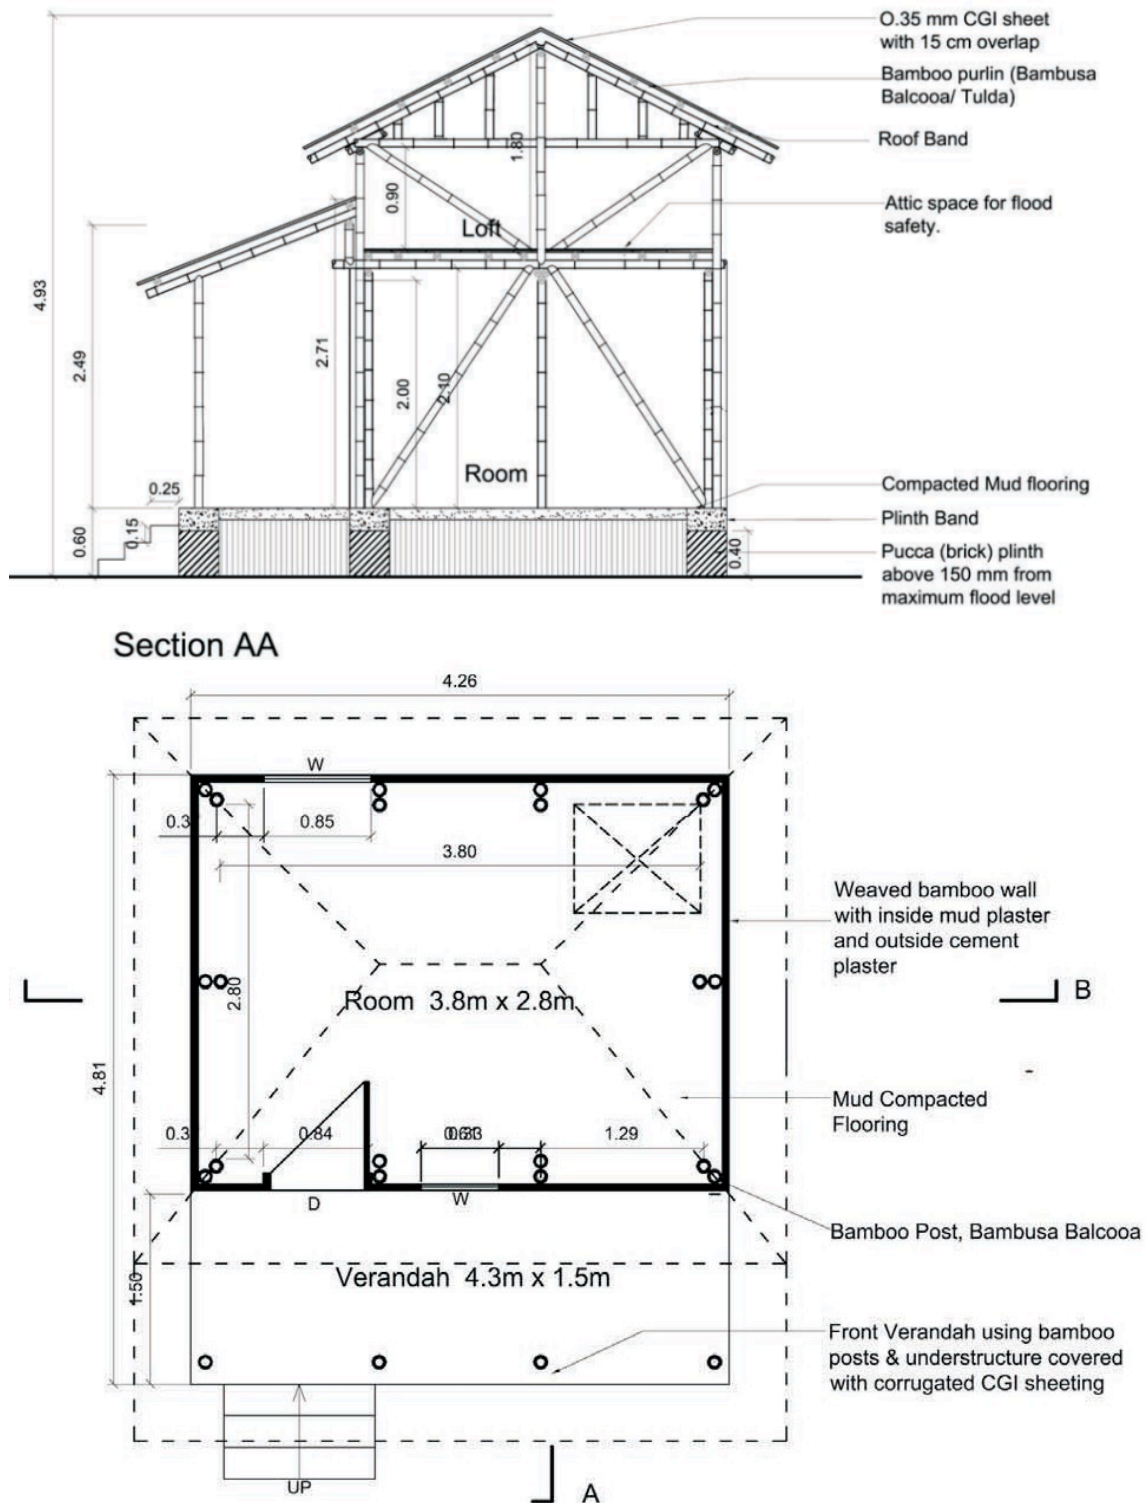 O.35 mm CGI sheet
with 15 cm overlap
Bamboo purlin (Bambusa
Balcooa/ Tulda)
Roof Band
1.80
0.90
Attic space for flood
safety.
Loft
4.93
2.49
2.71
2.00
2.10
Room
0.25
Compacted Mud flooring
Plinth Band
0.60
0.15
0.40
Pucca (brick) plinth
above 150 mm from
maximum flood level
Section AA
4.26
W
0.3
0.85
3.80
Weaved bamboo wall
with inside mud plaster
and outside cement
plaster
2.80
Room 3.8m x 2.8m
B
4.81
Mud Compacted
Flooring
0.3
0.84
1.29
D
W
Bamboo Post, Bambusa Balcooa
1.50
Verandah 4.3m x 1.5m
Front Verandah using bamboo
posts & understructure covered
with corrugated CGI sheeting
UP
A